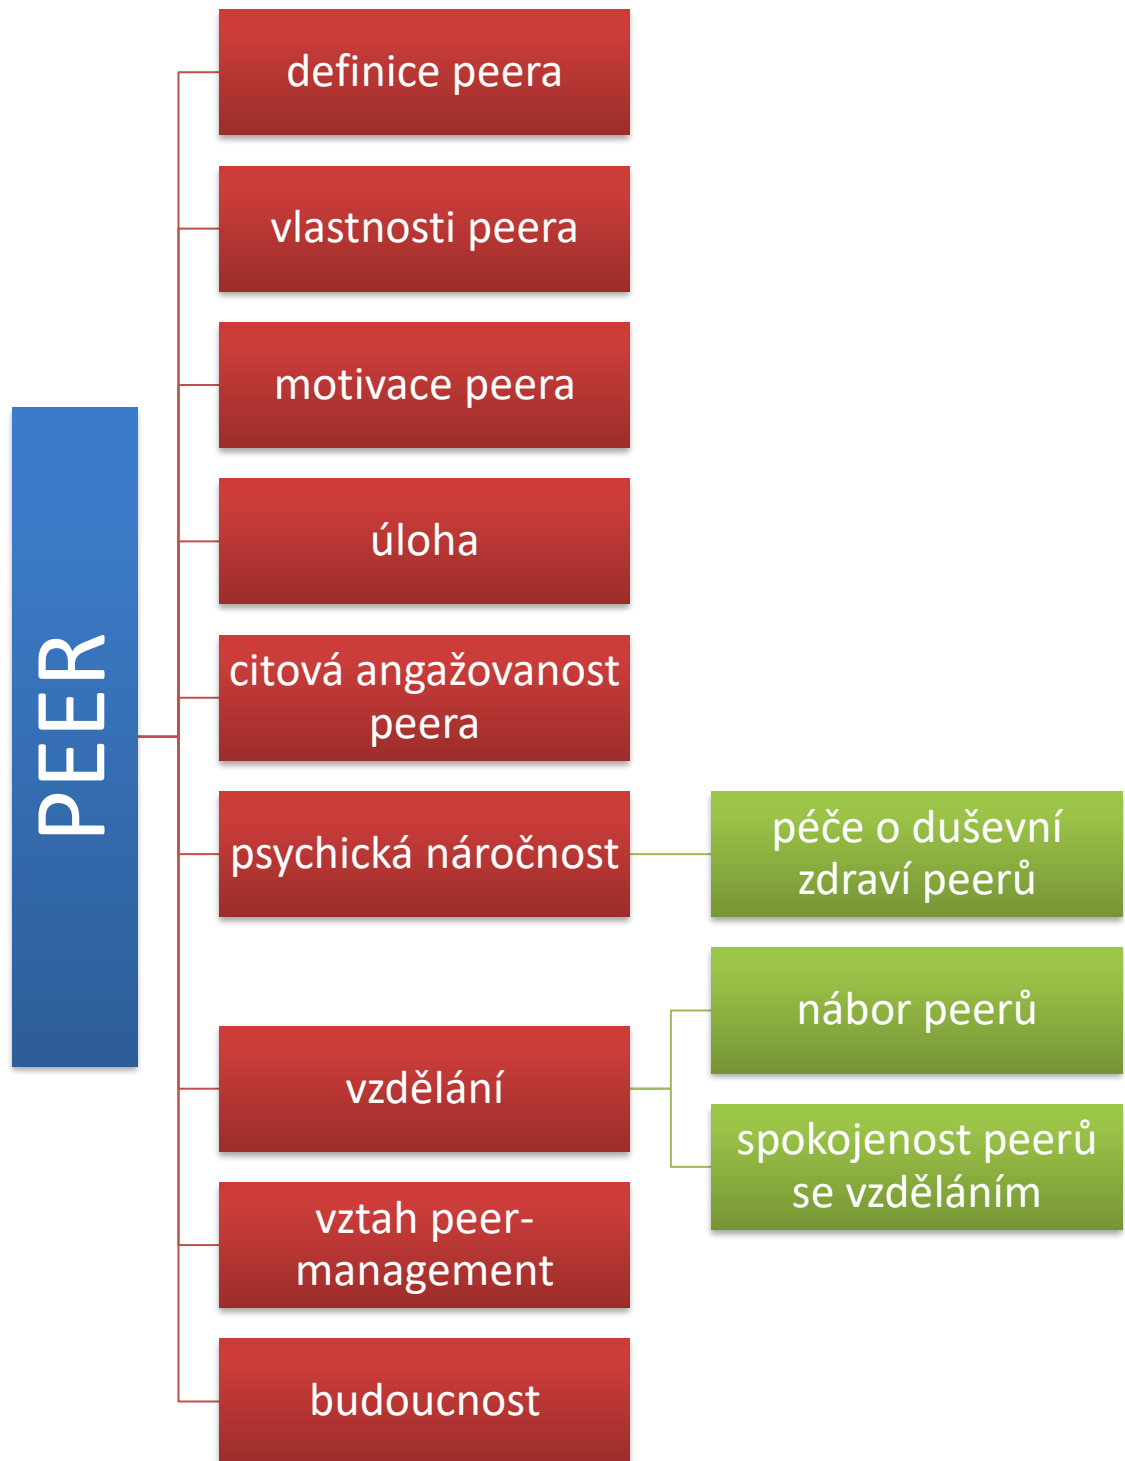 PEER
definice peera
vlastnosti peera
motivace peera
úloha
citová angažovanost
peera
psychická náročnost
péče o duševní
zdraví peerů
vzdělání
nábor peerů
spokojenost peerů
se vzděláním
vztah peer-
management
budoucnost